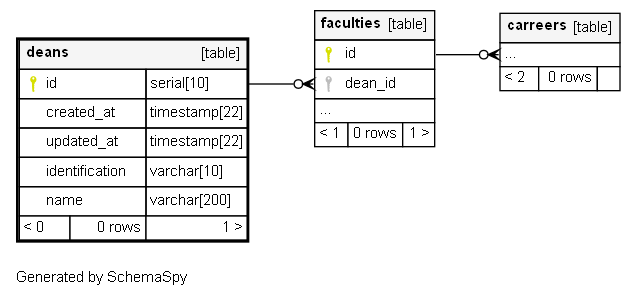 deans [table]
id serial[10]
created_at timestamp[22]
updated_at timestamp[22]
identification varchar[10]
name varchar[200]
< 0 0 rows 1 >
faculties [table]
id
dean_id
...
< 1 0 rows 1 >
carreers [table]
...
< 2 0 rows
Generated by SchemaSpy